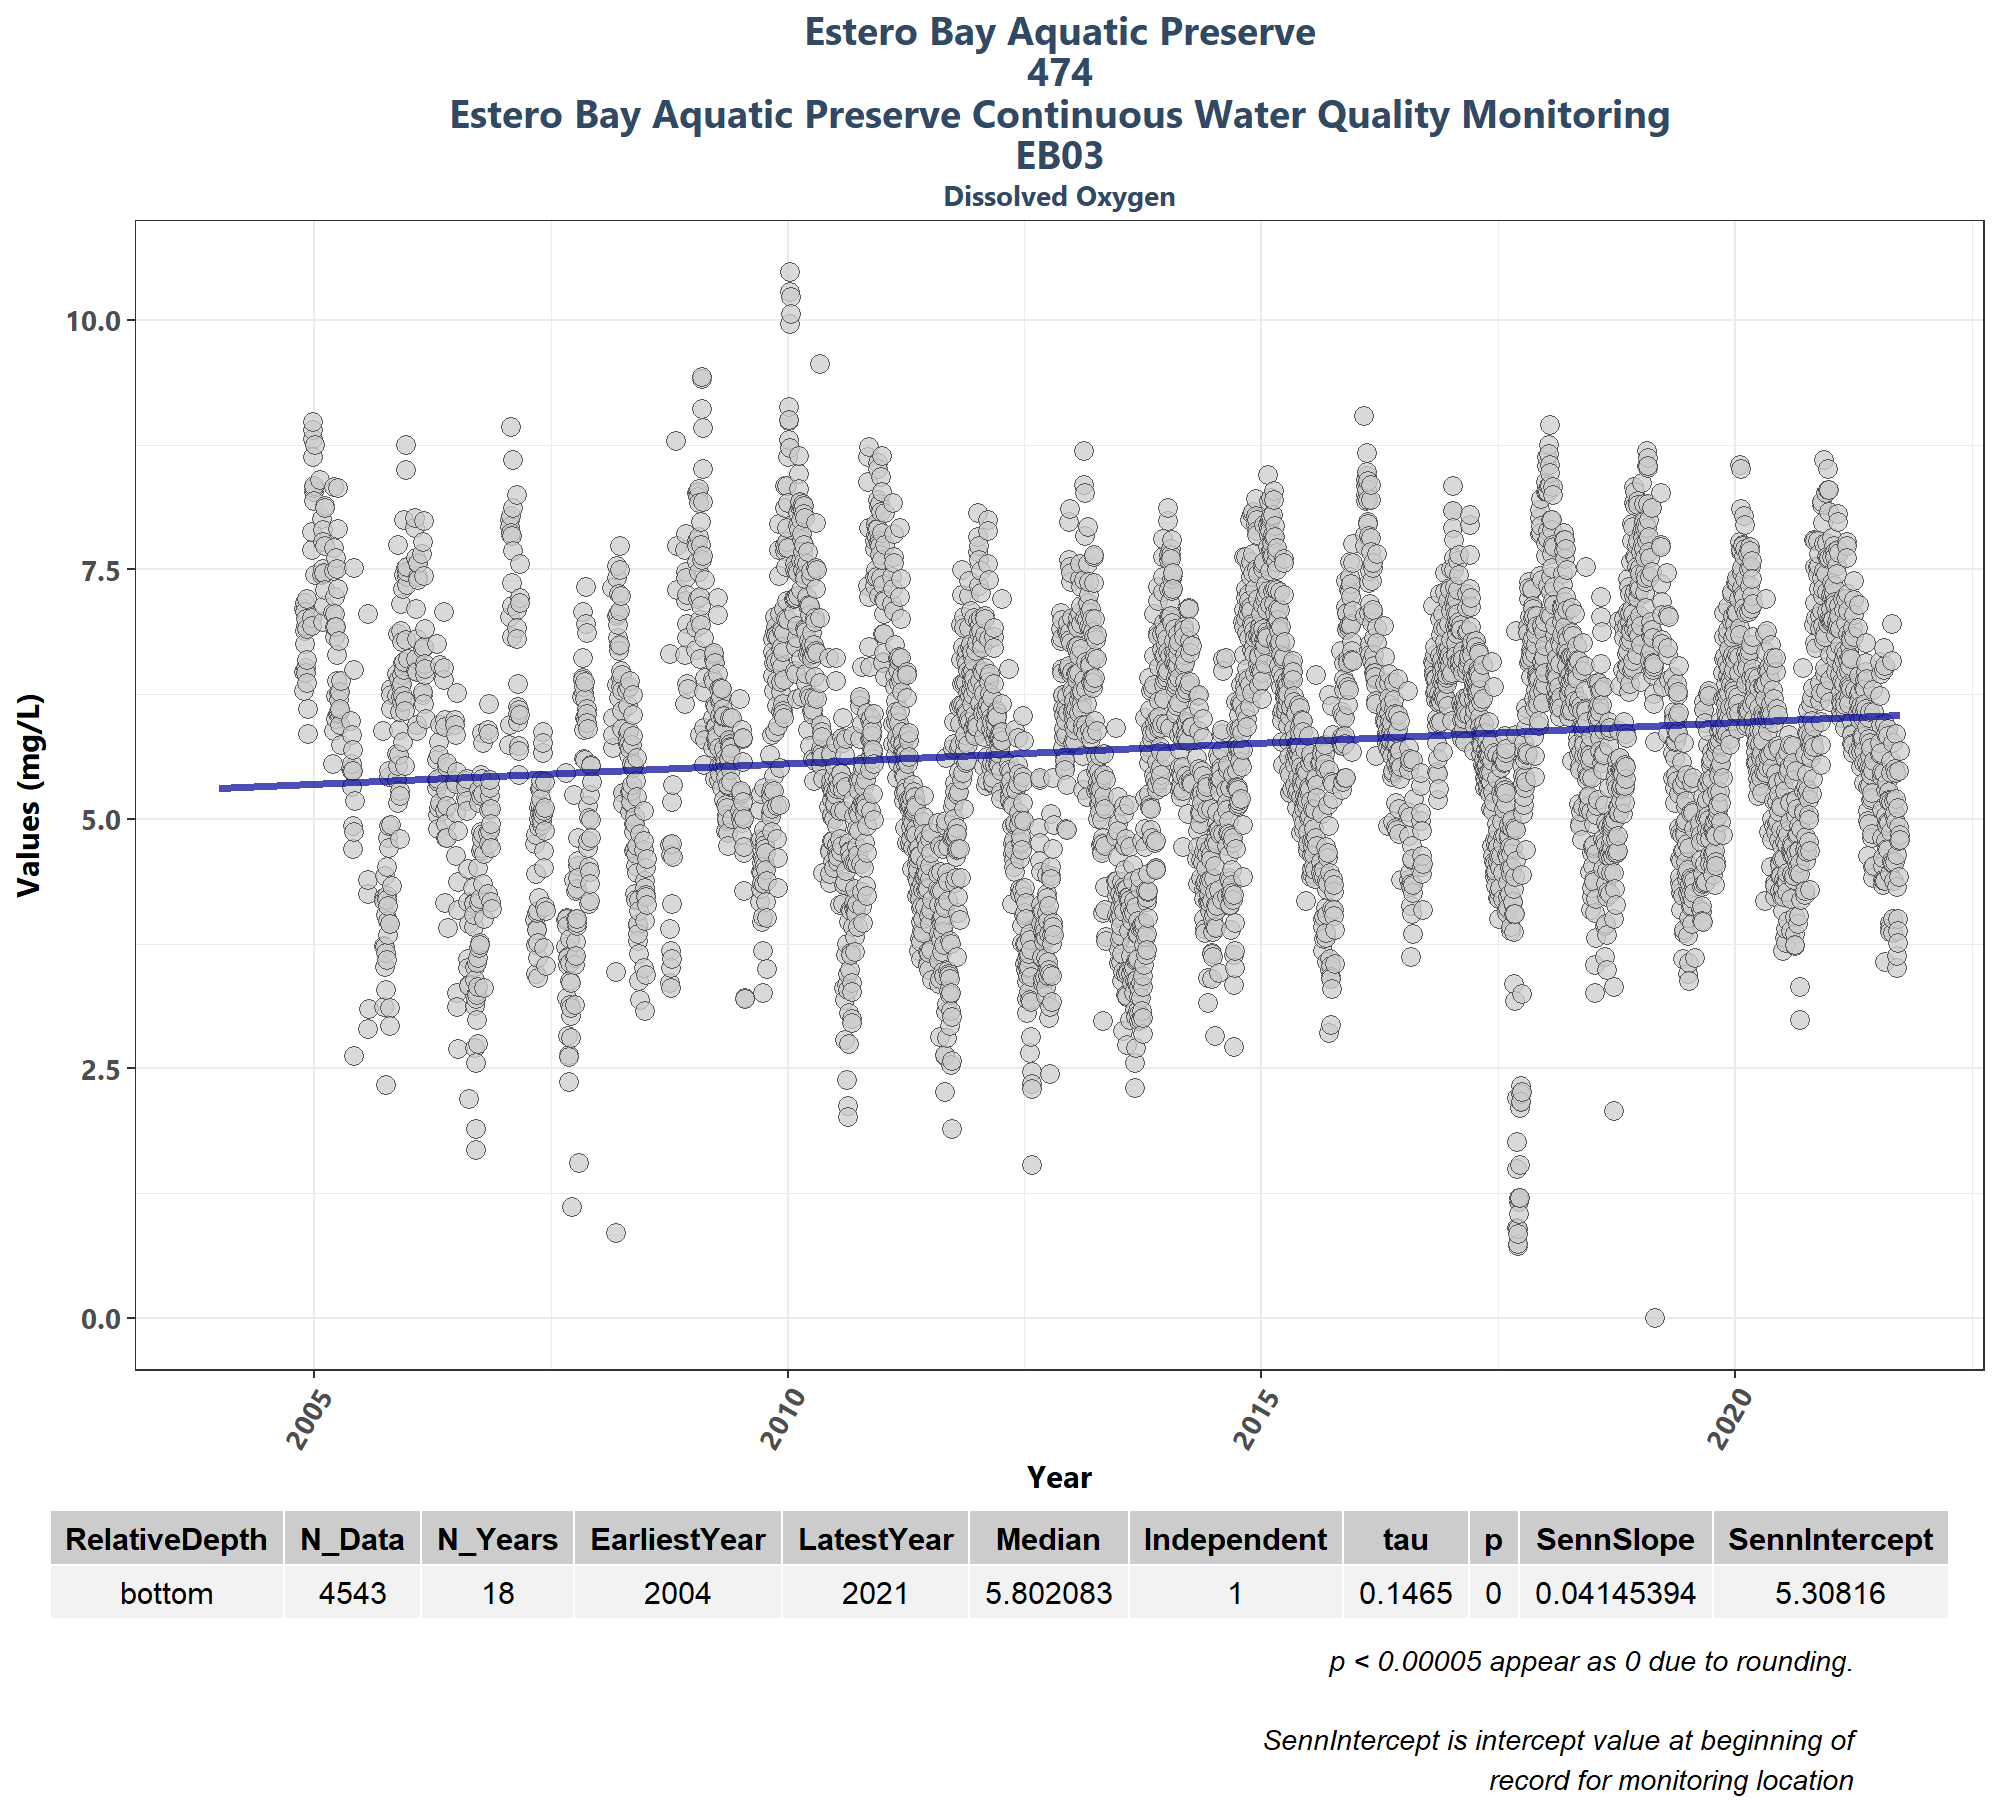 Estero Bay Aquatic Preserve
474
Estero Bay Aquatic Preserve Continuous Water Quality Monitoring
EB03
Dissolved Oxygen
Values (mg/L)
10.0
7.5
5.0
2.5
0.0
2005 2010 2015 2020
Year
RelativeDepth N_Data N_Years EarliestYear LatestYear Median Independent tau p SennSlope SennIntercept
bottom 4543 18 2004 2021 5.802083 1 0.1465 0 0.04145394 5.30816
p < 0.00005 appear as 0 due to rounding.
SennIntercept is intercept value at beginning of
record for monitoring location